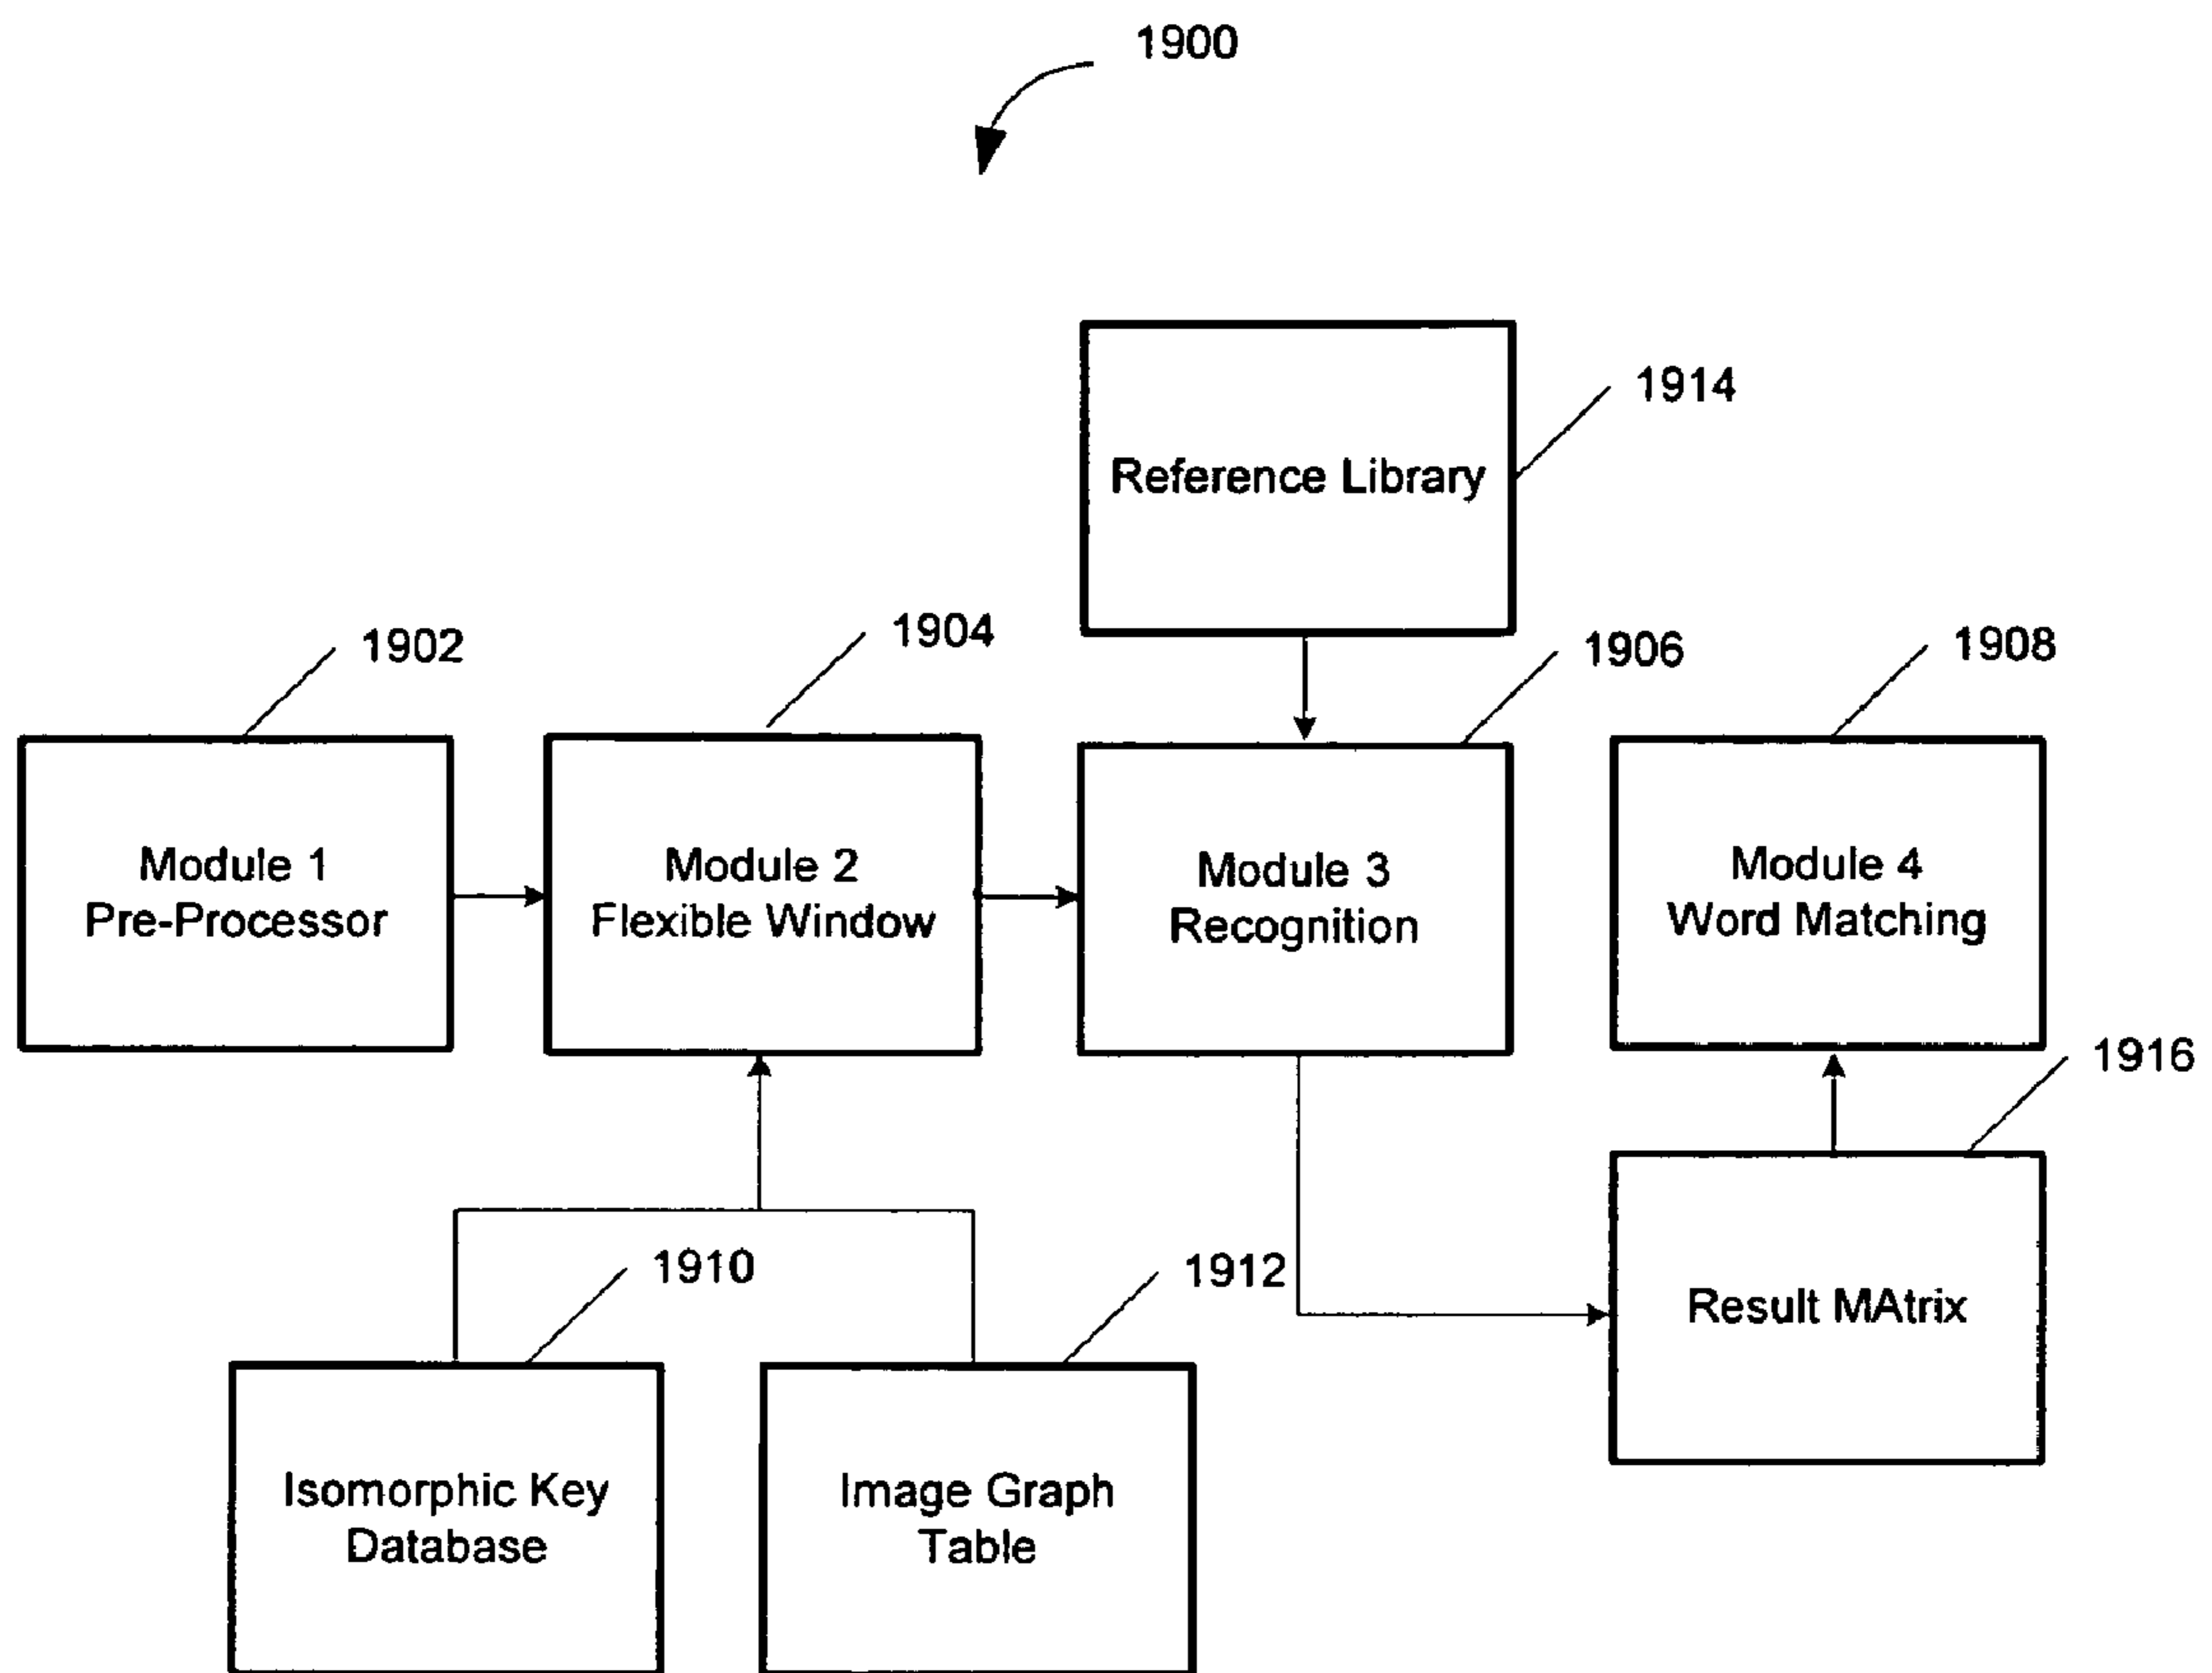 1900
1914
Reference Library
1902
1904
1906
1908
Module 1
Pre-Processor
Module 2
Flexible Window
Module 3
Recognition
Module 4
Word Matching
1916
1910
1912
Result MAtrix
Isomorphic Key
Database
Image Graph
Table